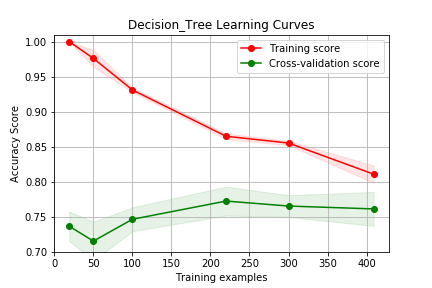 Decision_Tree Learning Curves
Training score
Cross-validation score
Accuracy Score
1.00
0.95
0.90
0.85
0.80
0.75
0.70
0 50 100 150 200 250 300 350 400
Training examples